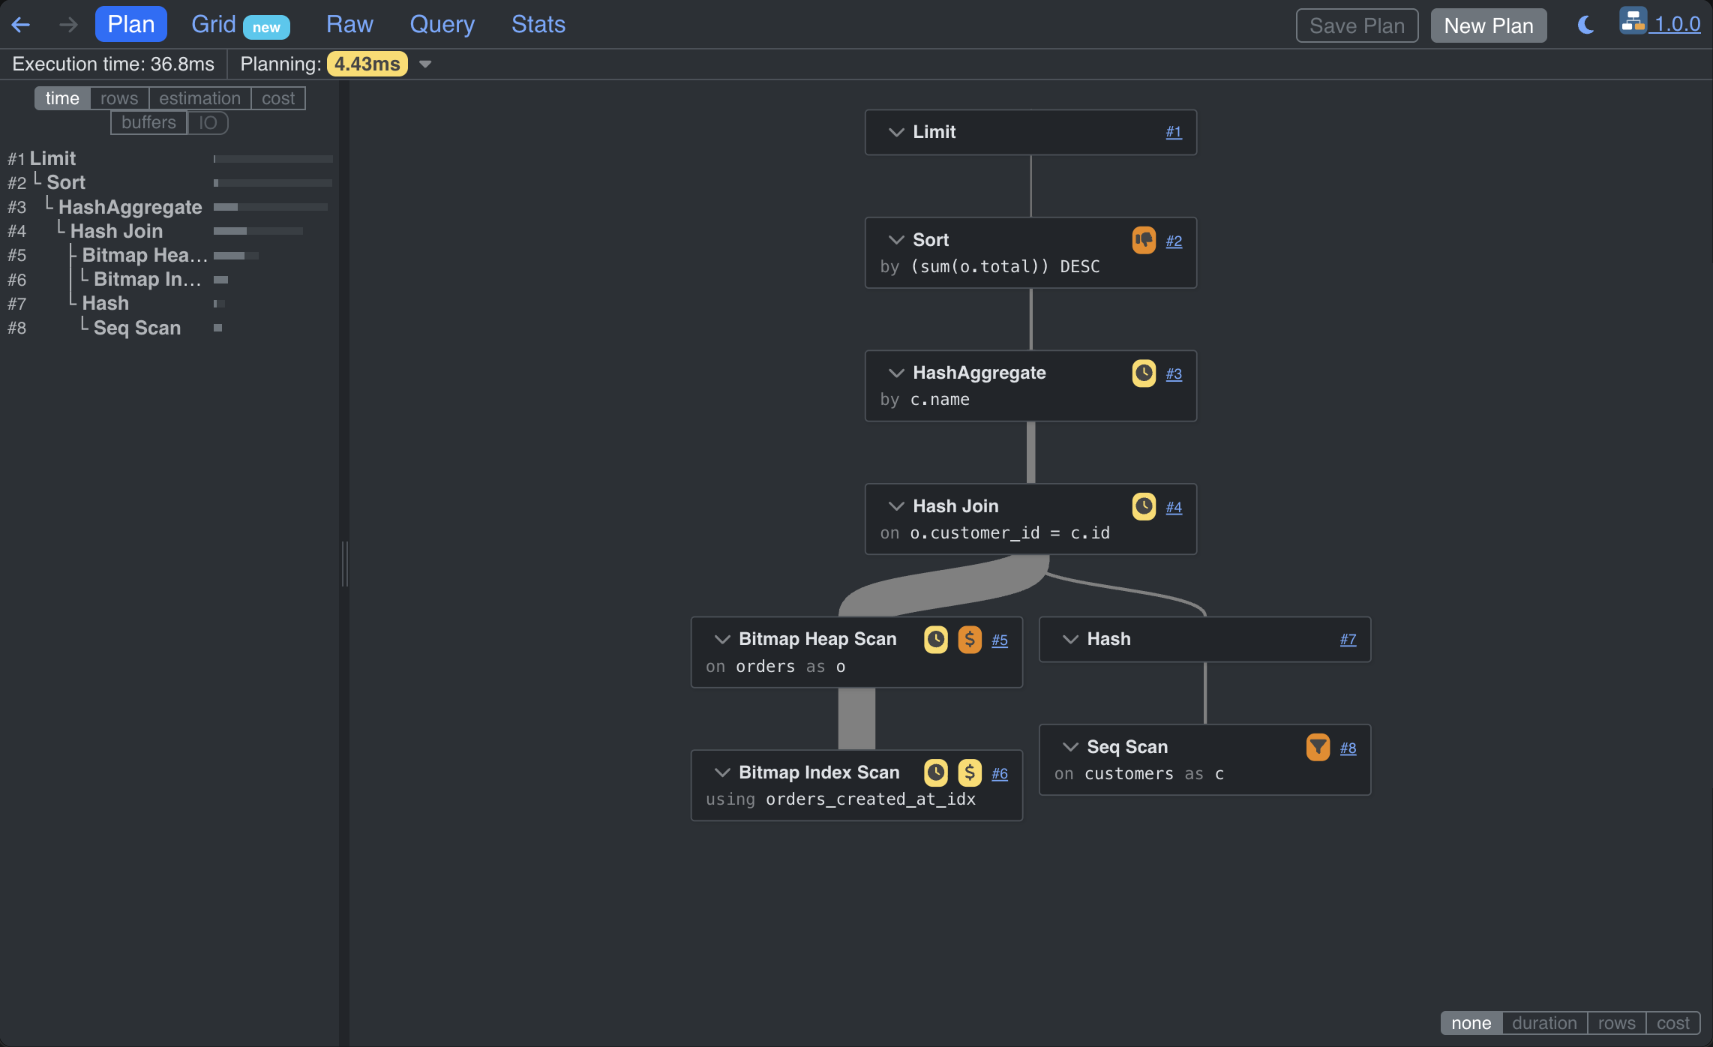 Plan Grid new Raw Query Stats Save Plan New Plan 1.0.0
Execution time: 36.8ms Planning: 4.43ms
time rows estimation cost
buffers IO
#1 Limit
#2 Sort
#3 HashAggregate
#4 Hash Join
#5 Bitmap Hea...
#6 Bitmap In...
#7 Hash
#8 Seq Scan
Limit #1
Sort #2
by (sum(o.total)) DESC
HashAggregate #3
by c.name
Hash Join #4
on o.customer_id = c.id
Bitmap Heap Scan $ #5
on orders as o
Hash #7
Bitmap Index Scan $ #6
using orders_created_at_idx
Seq Scan #8
on customers as c
none duration rows cost